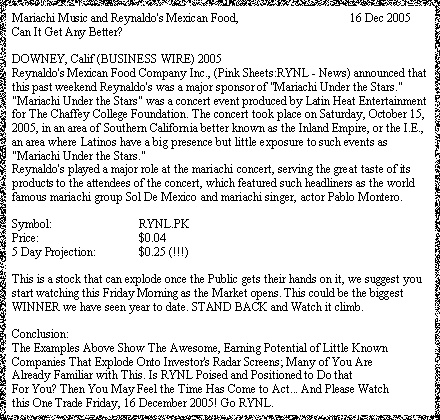 Mariachi Music and Reynaldo's Mexican Food, 16 Dec 2005
Can It Get Any Better?
DOWNEY, Calif (BUSINESS WIRE) 2005
Reynaldo's Mexican Food Company Inc., (Pink Sheets:RYNL - News) announced that
this past weekend Reynaldo's was a major sponsor of "Mariachi Under the Stars."
"Mariachi Under the Stars" was a concert event produced by Latin Heat Entertainment
for The Chaffey College Foundation. The concert took place on Saturday, October 15,
2005, in an area of Southern California better known as the Inland Empire, or the I.E.,
an area where Latinos have a big presence but little exposure to such events as
"Mariachi Under the Stars."
Reynaldo's played a major role at the mariachi concert, serving the great taste of its
products to the attendees of the concert, which featured such headliners as the world
famous mariachi group Sol De Mexico and mariachi singer, actor Pablo Montero.
Symbol: RYNL.PK
Price: $0.04
5 Day Projection: $0.25 (!!!)
This is a stock that can explode once the Public gets their hands on it, we suggest you
start watching this Friday Morning as the Market opens. This could be the biggest
WINNER we have seen year to date. STAND BACK and Watch it climb.
Conclusion:
The Examples Above Show The Awesome, Earning Potential of Little Known
Companies That Explode Onto Investor's Radar Screens; Many of You Are
Already Familiar with This. Is RYNL Poised and Positioned to Do that
For You? Then You May Feel the Time Has Come to Act... And Please Watch
this One Trade Friday, 16 December 2005! Go RYNL.